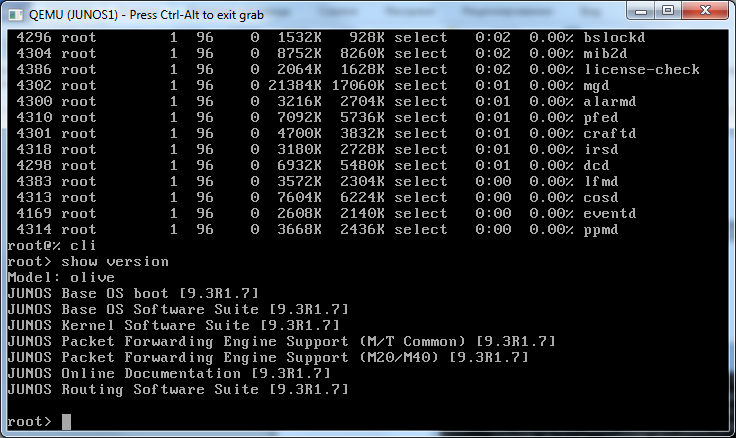 QEMU (JUNOS1) - Press Ctrl-Alt to exit grab
4296 root 1 96 0 1532K 928K select 0:02 0.00% bslockd
4304 root 1 96 0 8752K 8260K select 0:02 0.00% mib2d
4386 root 1 96 0 2064K 1628K select 0:02 0.00% license-check
4302 root 1 96 0 21384K 17060K select 0:01 0.00% mgd
4300 root 1 96 0 3216K 2704K select 0:01 0.00% alarmd
4310 root 1 96 0 7092K 5736K select 0:01 0.00% pfed
4301 root 1 96 0 4700K 3832K select 0:01 0.00% craftd
4318 root 1 96 0 3180K 2728K select 0:01 0.00% irsd
4298 root 1 96 0 6932K 5480K select 0:01 0.00% dcd
4383 root 1 96 0 3572K 2304K select 0:00 0.00% lfmd
4313 root 1 96 0 7604K 6224K select 0:00 0.00% cosd
4169 root 1 96 0 2608K 2140K select 0:00 0.00% eventd
4314 root 1 96 0 3668K 2436K select 0:00 0.00% ppmd
root@% cli
root> show version
Model: olive
JUNOS Base OS boot [9.3R1.7]
JUNOS Base OS Software Suite [9.3R1.7]
JUNOS Kernel Software Suite [9.3R1.7]
JUNOS Packet Forwarding Engine Support (M/T Common) [9.3R1.7]
JUNOS Packet Forwarding Engine Support (M20/M40) [9.3R1.7]
JUNOS Online Documentation [9.3R1.7]
JUNOS Routing Software Suite [9.3R1.7]
root>